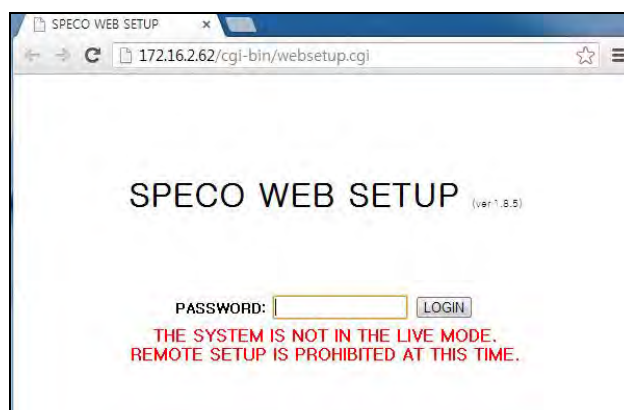 SPECO WEB SETUP
172.16.2.62/cgi-bin/websetup.cgi
SPECO WEB SETUP (ver 1.8.5)
PASSWORD: LOGIN
THE SYSTEM IS NOT IN THE LIVE MODE.
REMOTE SETUP IS PROHIBITED AT THIS TIME.